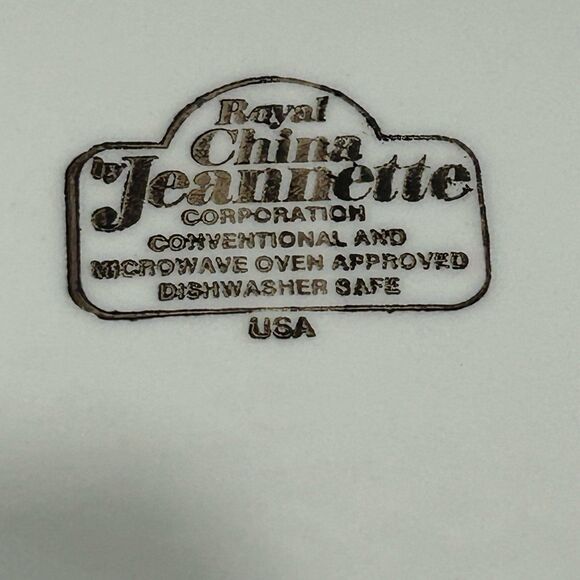 Royal
China
by Jeannette
CORPORATION
CONVENTIONAL AND
MICROWAVE OVEN APPROVED
DISHWASHER SAFE
USA